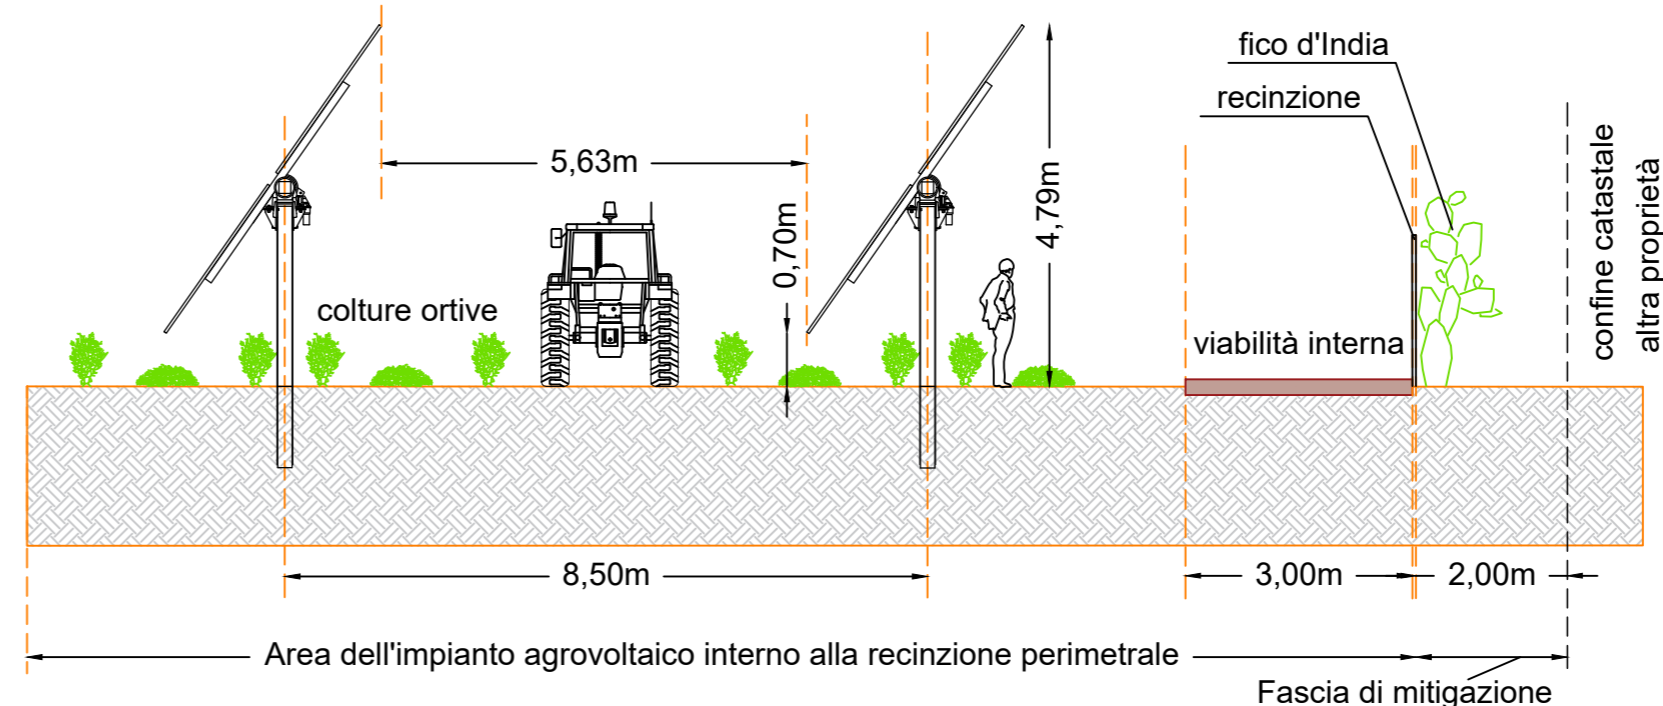 fico d'India
recinzione
5,63m
0,70m
4,79m
confine catastale
altra proprietà
colture ortive
viabilità interna
8,50m
3,00m
2,00m
Area dell'impianto agrovoltaico interno alla recinzione perimetrale
Fascia di mitigazione